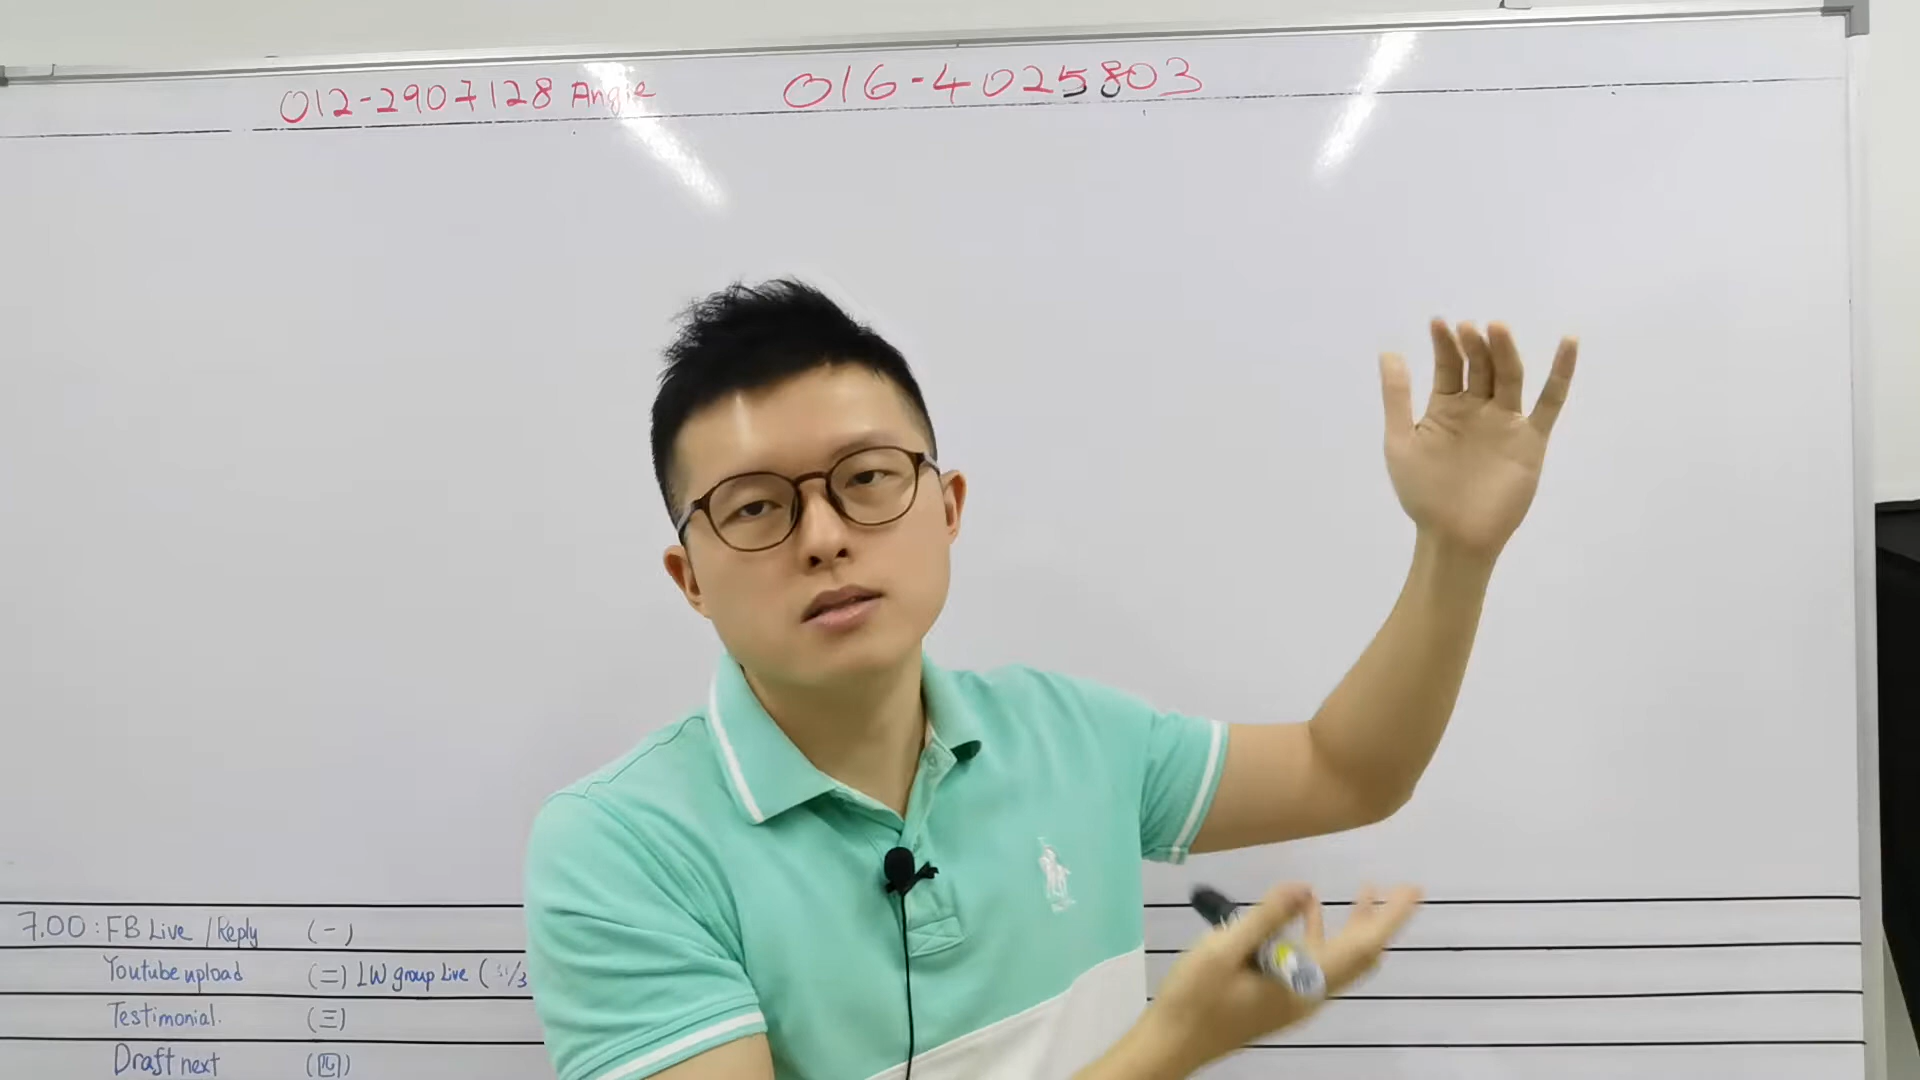 012-2907128 Angie 016-4025803
7.00 : FB Live / Reply (一)
Youtube upload (二) LW group Live ( /3
Testimonial. (三)
Draft next (四)